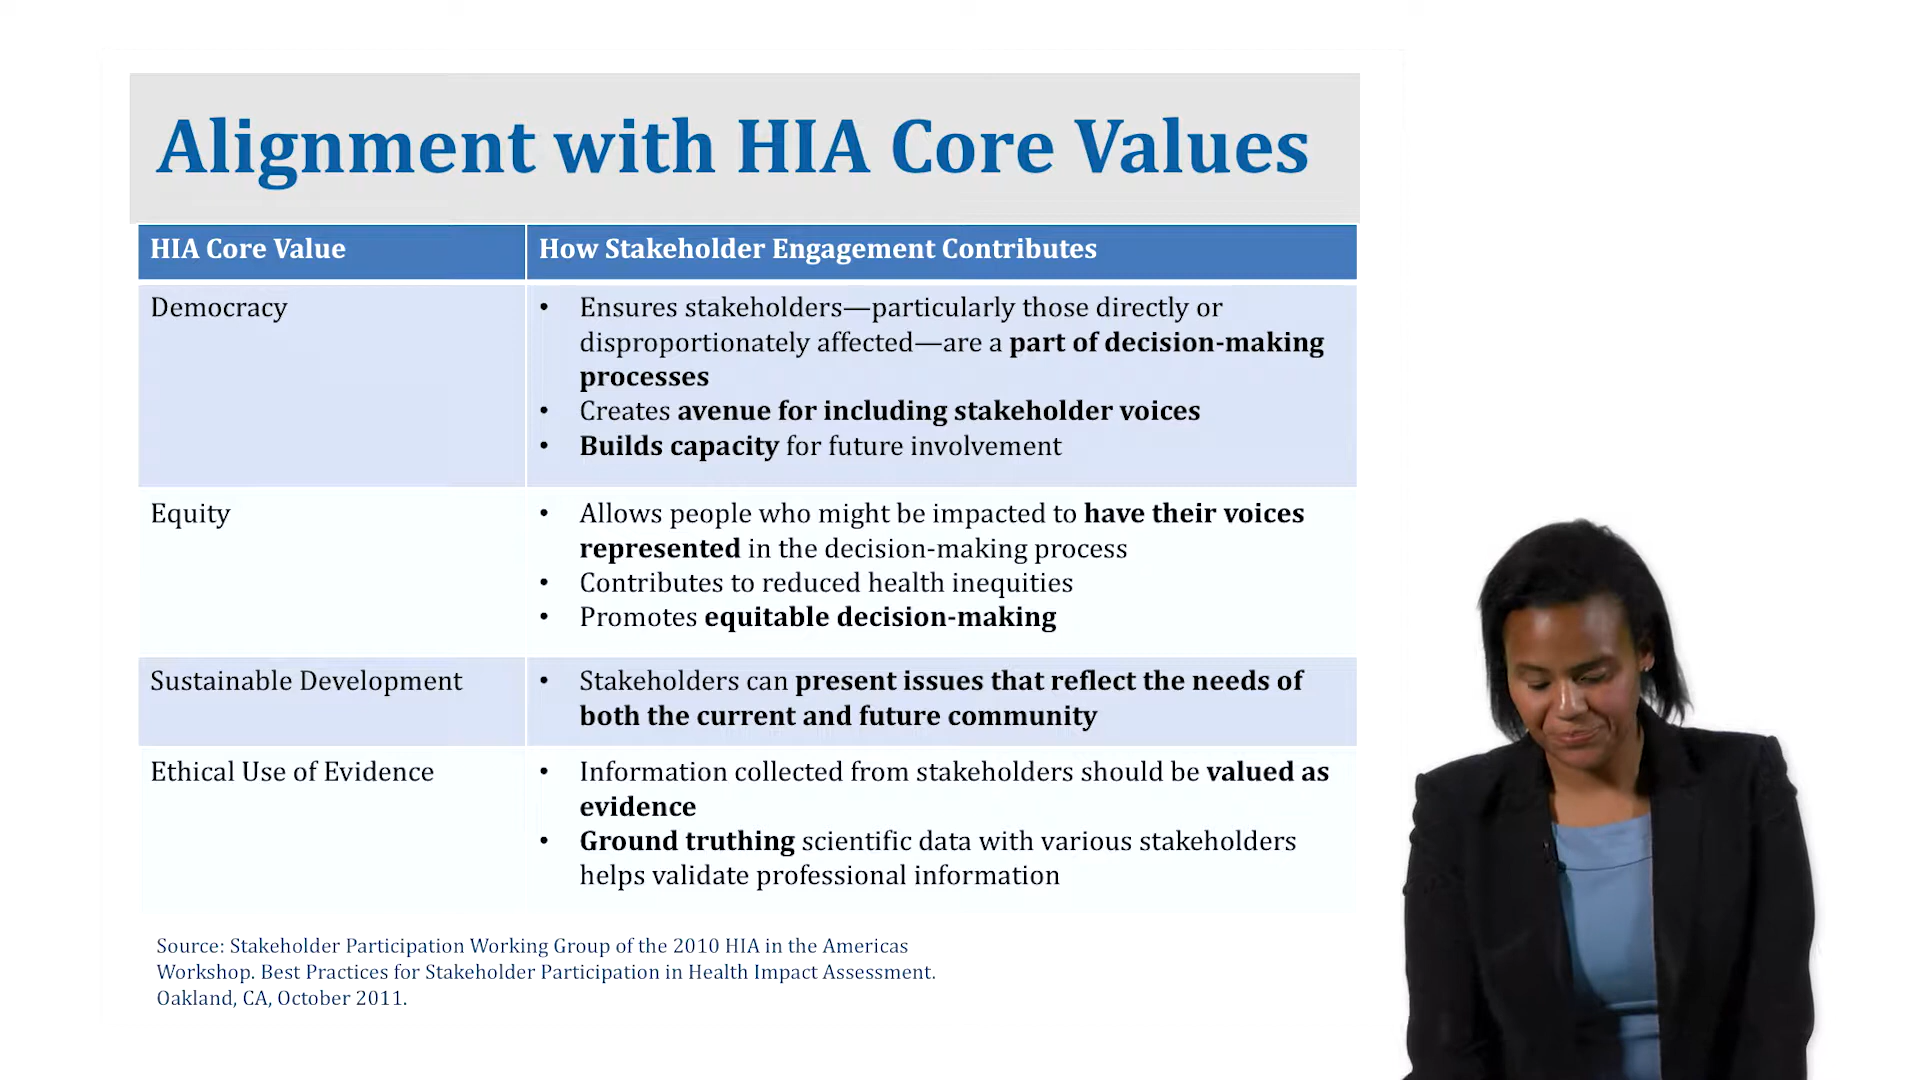 Alignment with HIA Core Values
HIA Core Value
How Stakeholder Engagement Contributes
Democracy
• Ensures stakeholders—particularly those directly or
disproportionately affected—are a part of decision-making
processes
• Creates avenue for including stakeholder voices
• Builds capacity for future involvement
Equity
• Allows people who might be impacted to have their voices
represented in the decision-making process
• Contributes to reduced health inequities
• Promotes equitable decision-making
Sustainable Development
• Stakeholders can present issues that reflect the needs of
both the current and future community
Ethical Use of Evidence
• Information collected from stakeholders should be valued as
evidence
• Ground truthing scientific data with various stakeholders
helps validate professional information
Source: Stakeholder Participation Working Group of the 2010 HIA in the Americas
Workshop. Best Practices for Stakeholder Participation in Health Impact Assessment.
Oakland, CA, October 2011.